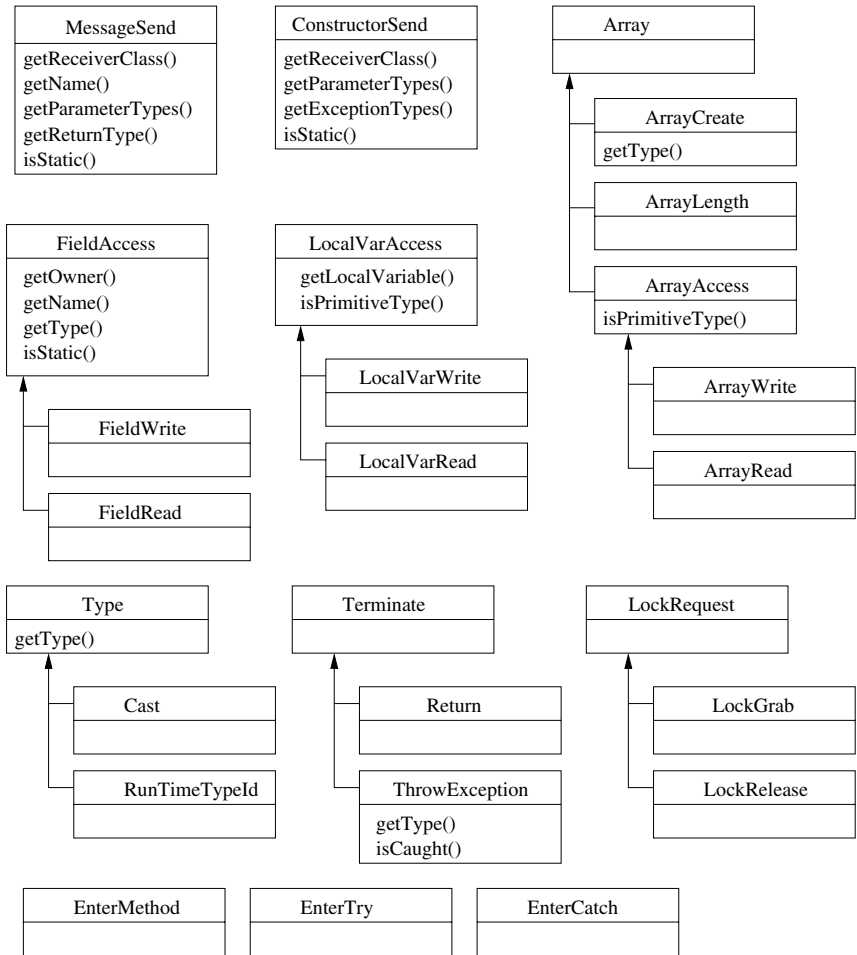 MessageSend
getReceiverClass()
getName()
getParameterTypes()
getReturnType()
isStatic()
ConstructorSend
getReceiverClass()
getParameterTypes()
getExceptionTypes()
isStatic()
Array
ArrayCreate
getType()
ArrayLength
ArrayAccess
isPrimitiveType()
ArrayWrite
ArrayRead
FieldAccess
getOwner()
getName()
getType()
isStatic()
FieldWrite
FieldRead
LocalVarAccess
getLocalVariable()
isPrimitiveType()
LocalVarWrite
LocalVarRead
Type
getType()
Cast
RunTimeTypeId
Terminate
Return
ThrowException
getType()
isCaught()
LockRequest
LockGrab
LockRelease
EnterMethod
EnterTry
EnterCatch